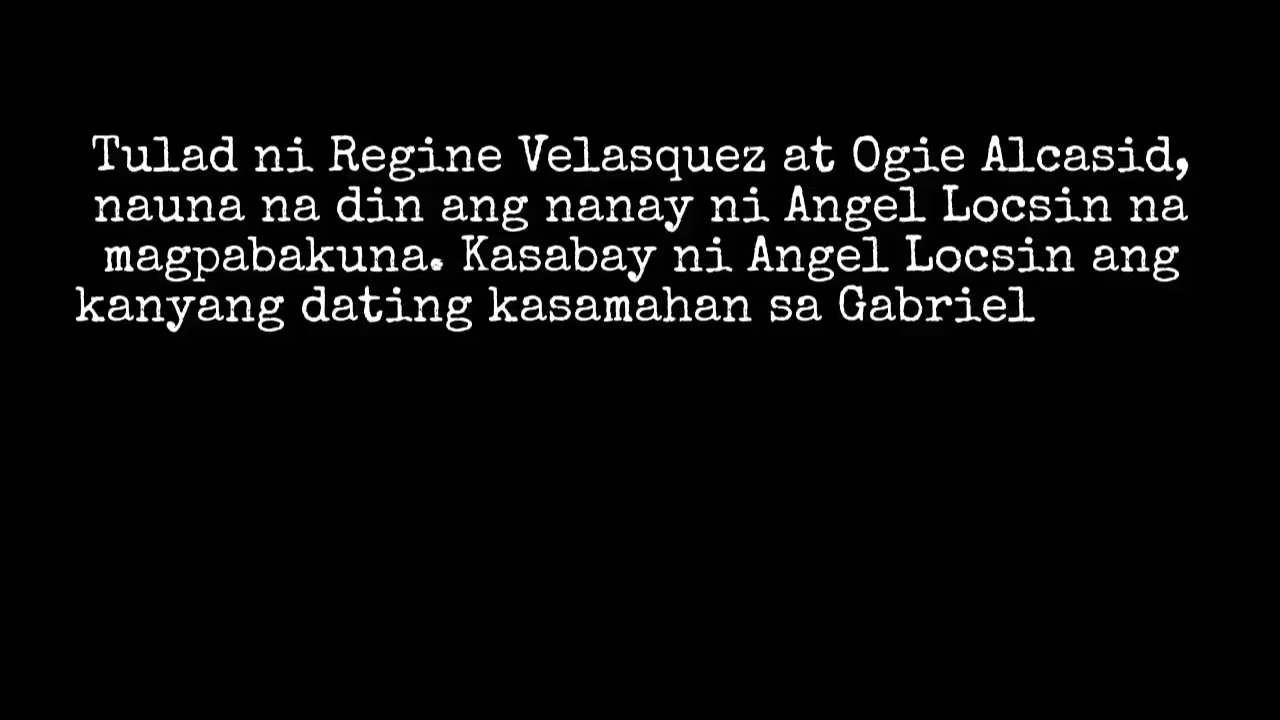 Tulad ni Regine Velasquez at Ogie Alcasid,
nauna na din ang nanay ni Angel Locsin na
magpabakuna. Kasabay ni Angel Locsin ang
kanyang dating kasamahan sa Gabriel